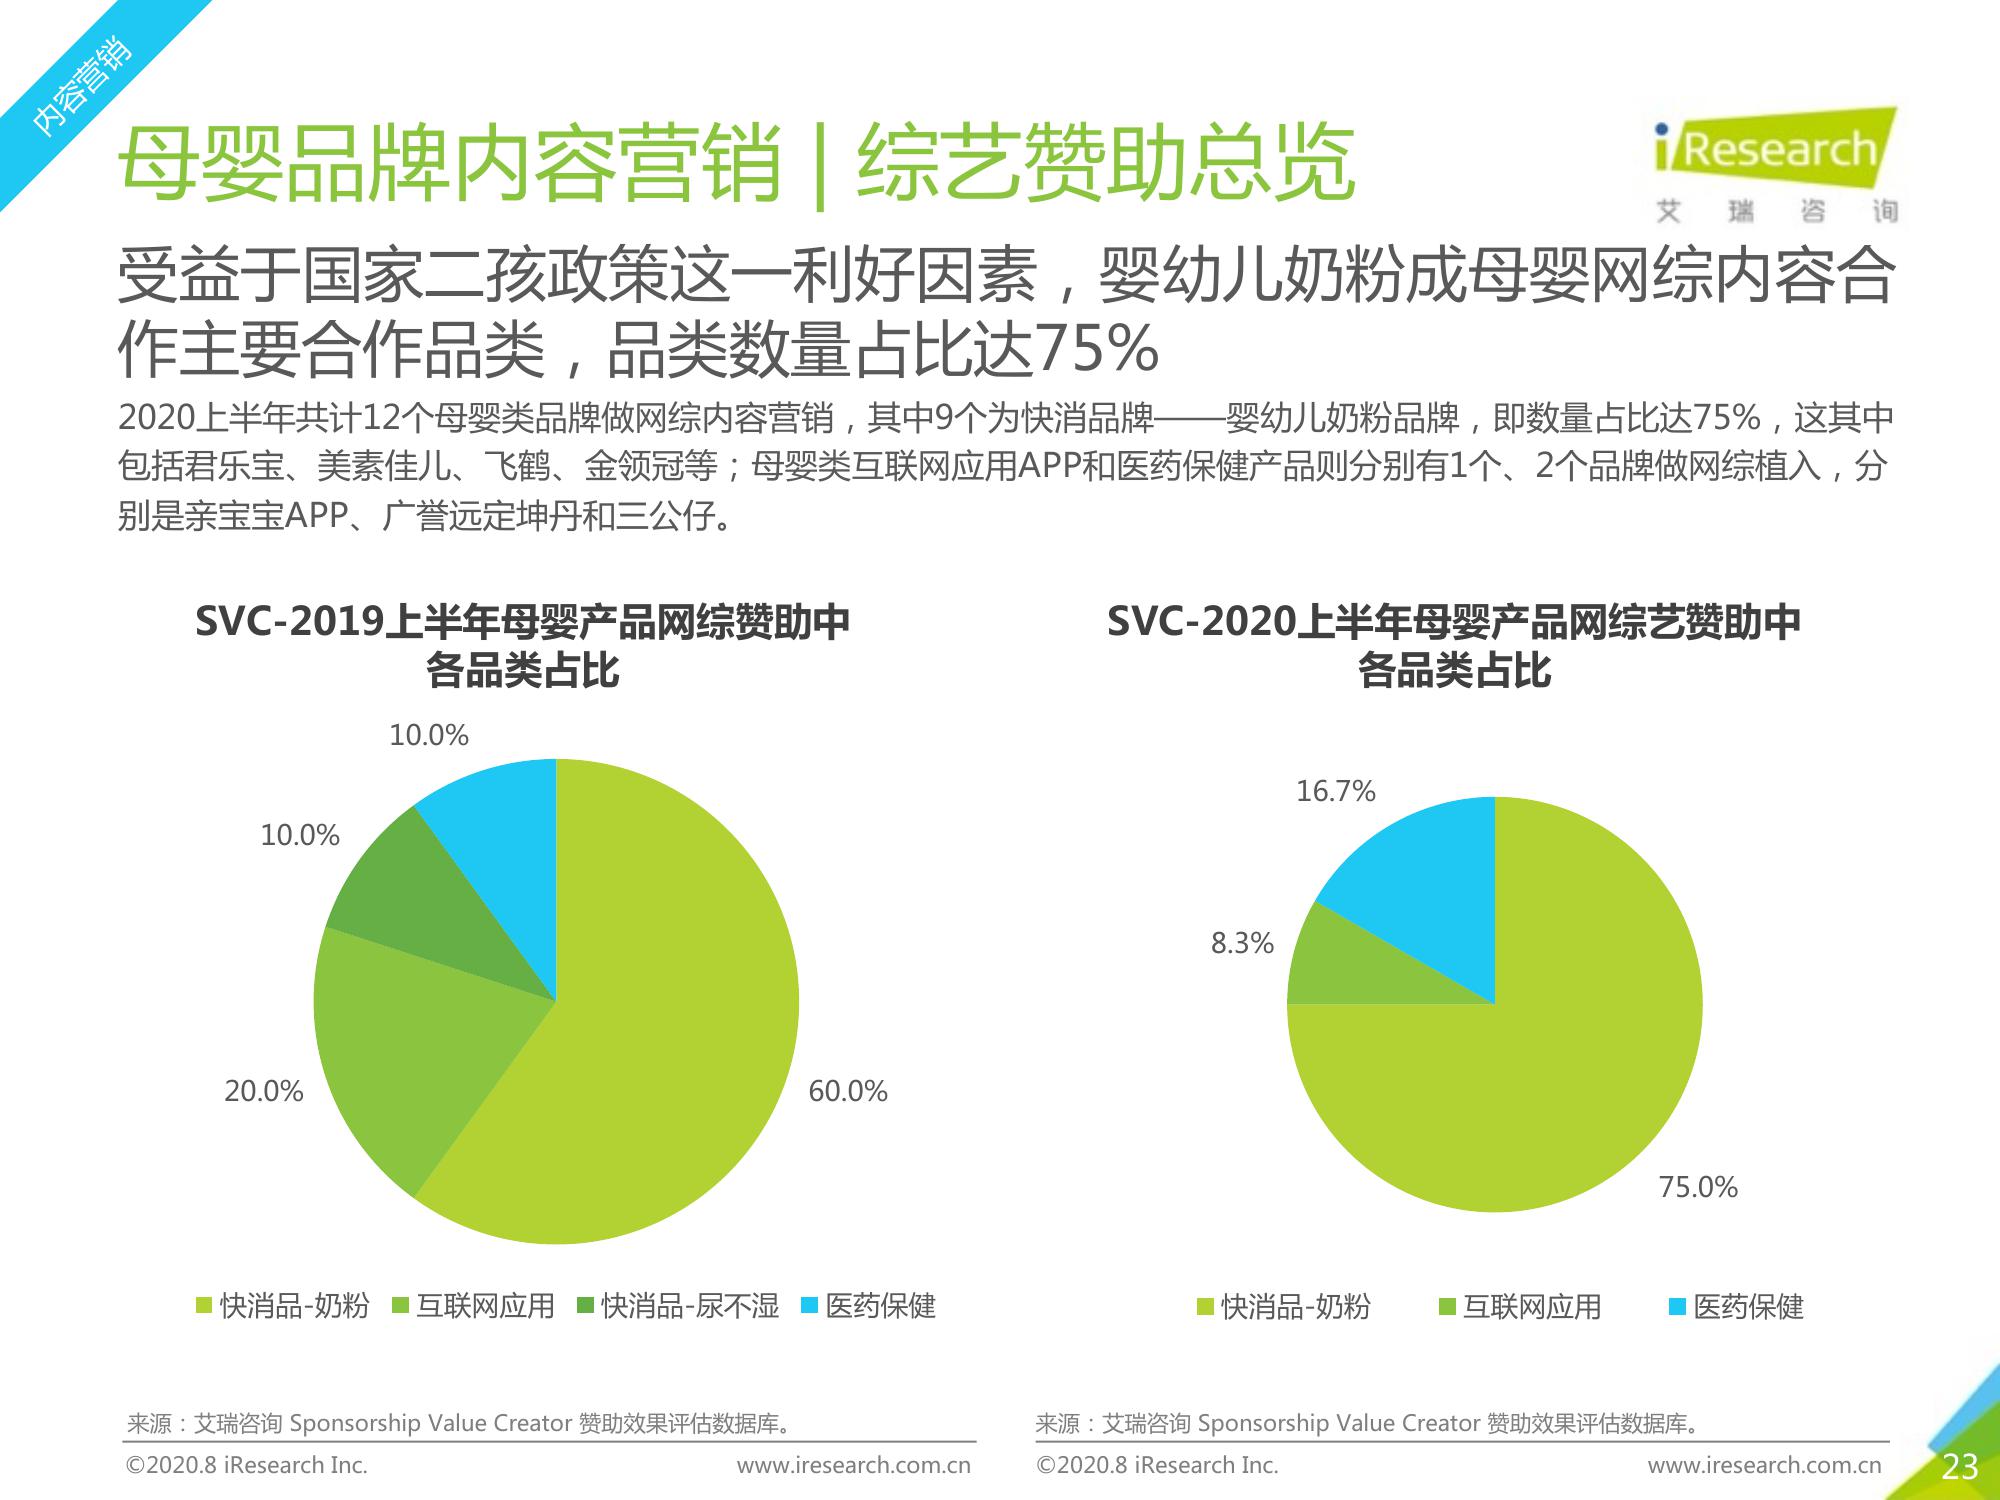 内容营销
母婴品牌内容营销 | 综艺赞助总览
iResearch
艾瑞咨询
受益于国家二孩政策这一利好因素，婴幼儿奶粉成母婴网综内容合
作主要合作品类，品类数量占比达75%
2020上半年共计12个母婴类品牌做网综内容营销，其中9个为快消品牌——婴幼儿奶粉品牌，即数量占比达75%，这其中
包括君乐宝、美素佳儿、飞鹤、金领冠等；母婴类互联网应用APP和医药保健产品则分别有1个、2个品牌做网综植入，分
别是亲宝宝APP、广誉远定坤丹和三公仔。
SVC-2019上半年母婴产品网综赞助中
各品类占比
10.0%
10.0%
20.0%
60.0%
快消品-奶粉 互联网应用 快消品-尿不湿 医药保健
SVC-2020上半年母婴产品网综艺赞助中
各品类占比
16.7%
8.3%
75.0%
快消品-奶粉 互联网应用 医药保健
来源：艾瑞咨询 Sponsorship Value Creator 赞助效果评估数据库。
©2020.8 iResearch Inc. www.iresearch.com.cn
来源：艾瑞咨询 Sponsorship Value Creator 赞助效果评估数据库。
©2020.8 iResearch Inc. www.iresearch.com.cn
23